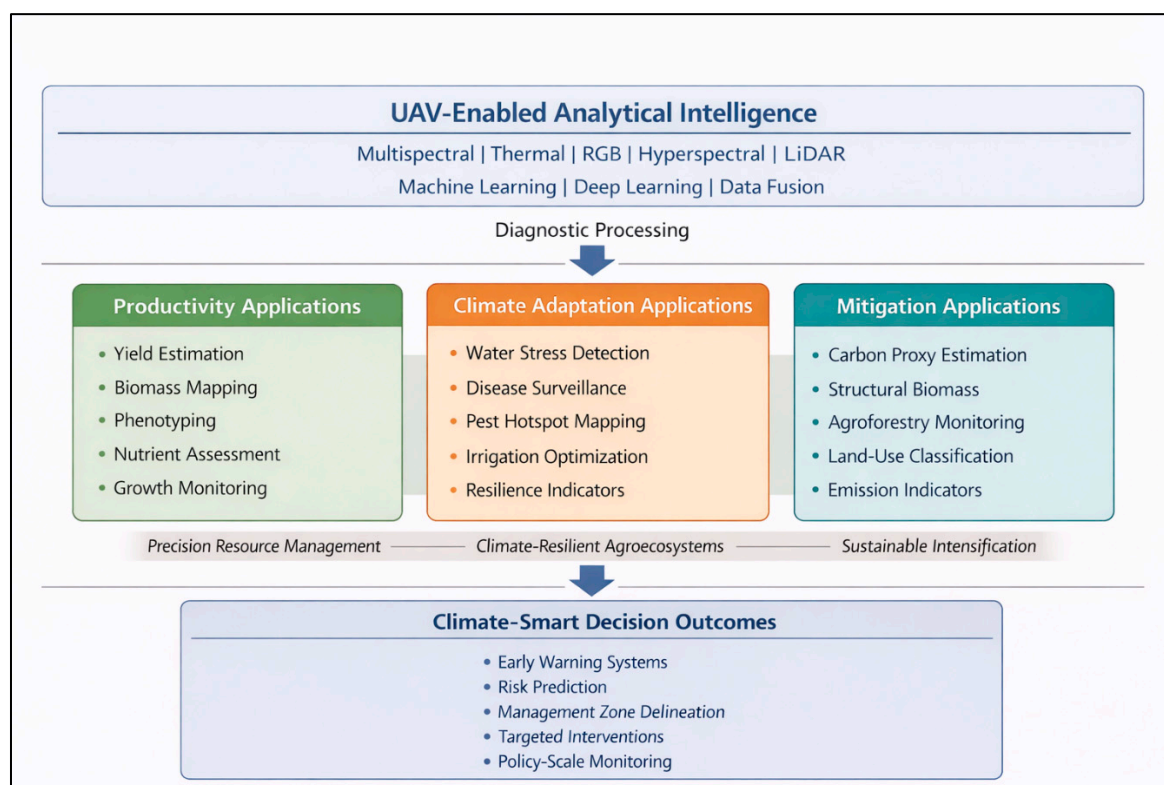 UAV-Enabled Analytical Intelligence
Multispectral | Thermal | RGB | Hyperspectral | LiDAR
Machine Learning | Deep Learning | Data Fusion
Diagnostic Processing
Productivity Applications
• Yield Estimation
• Biomass Mapping
• Phenotyping
• Nutrient Assessment
• Growth Monitoring
Climate Adaptation Applications
• Water Stress Detection
• Disease Surveillance
• Pest Hotspot Mapping
• Irrigation Optimization
• Resilience Indicators
Mitigation Applications
• Carbon Proxy Estimation
• Structural Biomass
• Agroforestry Monitoring
• Land-Use Classification
• Emission Indicators
Precision Resource Management
Climate-Resilient Agroecosystems
Sustainable Intensification
Climate-Smart Decision Outcomes
• Early Warning Systems
• Risk Prediction
• Management Zone Delineation
• Targeted Interventions
• Policy-Scale Monitoring